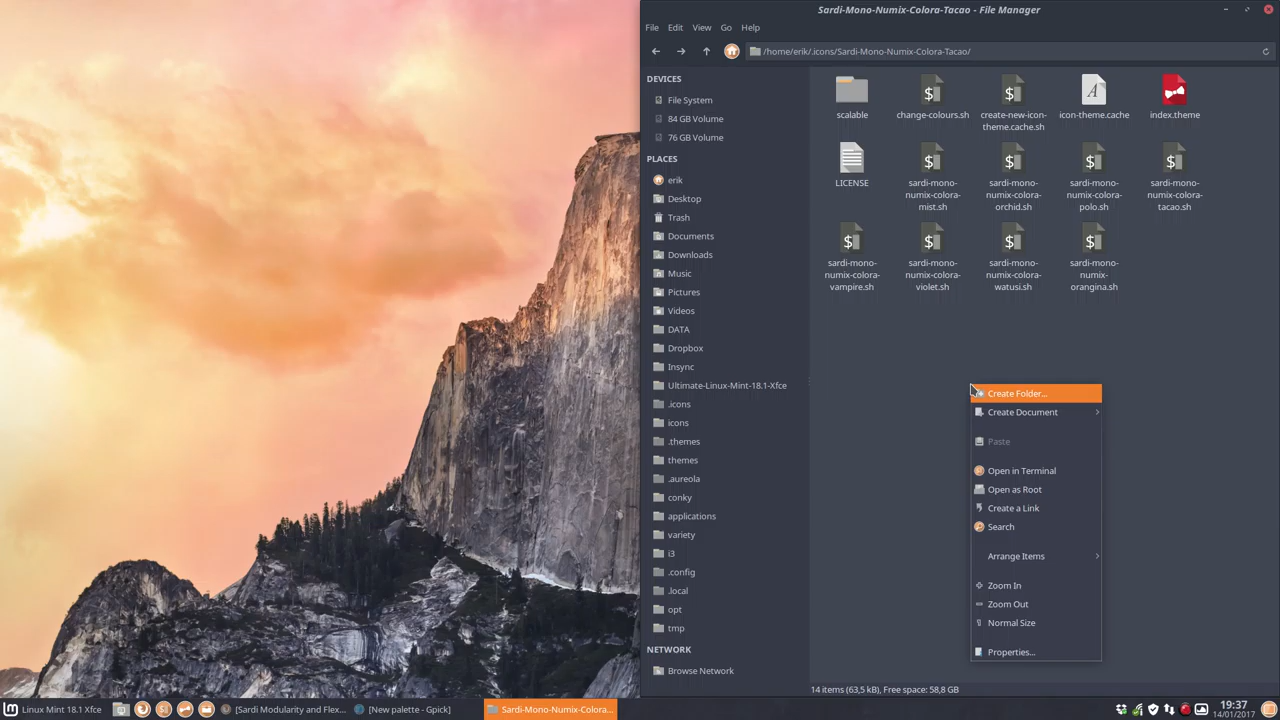 Sardi-Mono-Numix-Colora-Tacao - File Manager
File Edit View Go Help
/home/erik/.icons/Sardi-Mono-Numix-Colora-Tacao/
DEVICES
File System
84 GB Volume
76 GB Volume
PLACES
erik
Desktop
Trash
Documents
Downloads
Music
Pictures
Videos
DATA
Dropbox
Insync
Ultimate-Linux-Mint-18.1-Xfce
.icons
icons
.themes
themes
.aureola
conky
applications
variety
i3
.config
.local
opt
tmp
NETWORK
Browse Network
scalable
change-colours.sh
create-new-icon-
theme.cache.sh
icon-theme.cache
index.theme
LICENSE
sardi-mono-
numix-colora-
mist.sh
sardi-mono-
numix-colora-
orchid.sh
sardi-mono-
numix-colora-
polo.sh
sardi-mono-
numix-colora-
tacao.sh
sardi-mono-
numix-colora-
vampire.sh
sardi-mono-
numix-colora-
violet.sh
sardi-mono-
numix-colora-
watusi.sh
sardi-mono-
numix-
orangina.sh
Create Folder...
Create Document
Paste
Open in Terminal
Open as Root
Create a Link
Search
Arrange Items
Zoom In
Zoom Out
Normal Size
Properties...
14 items (63,5 kB), Free space: 58,8 GB
Linux Mint 18.1 Xfce
[Sardi Modularity and Flex...
[New palette - Gpick]
Sardi-Mono-Numix-Colora...
19:37
14/01/2017